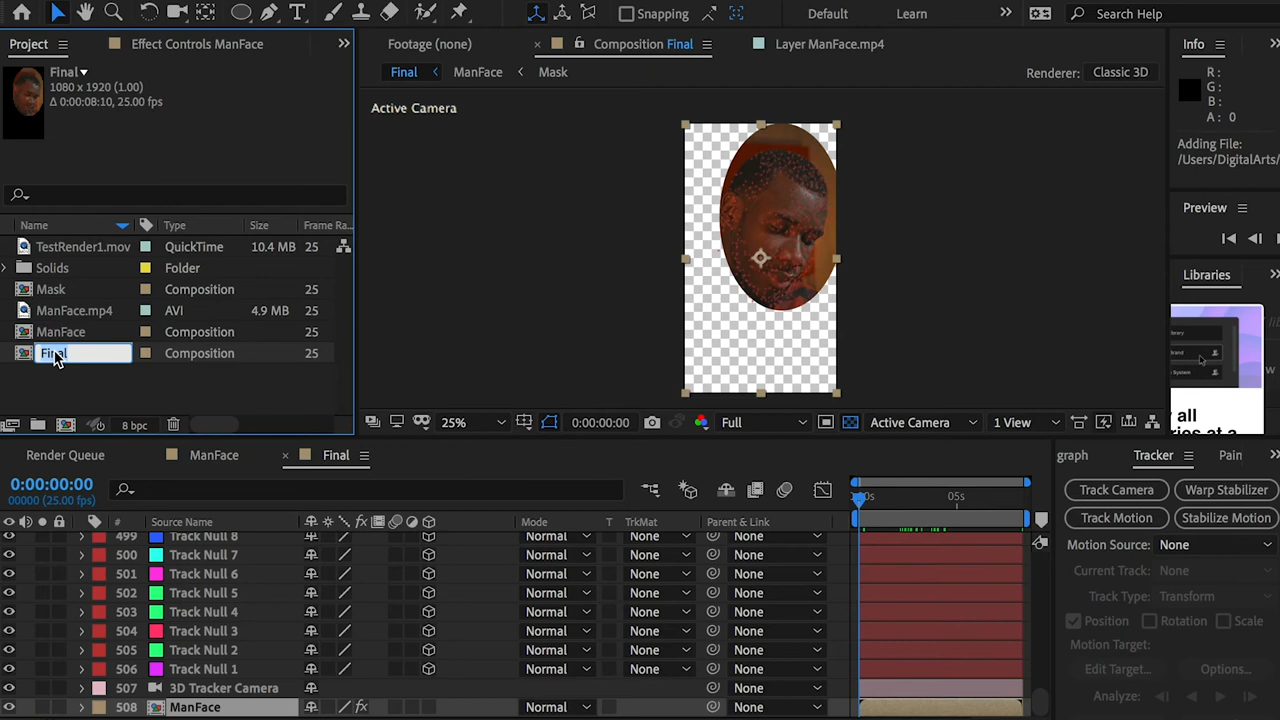 Snapping
Default
Learn
Search Help
Project
Effect Controls ManFace
Footage (none)
Composition Final
Layer ManFace.mp4
Info
Final
1080 x 1920 (1.00)
Δ 0:00:08:10, 25.00 fps
Final
ManFace
Mask
Renderer:
Classic 3D
R :
G :
B :
A : 0
Active Camera
Adding File:
/Users/DigitalArts/
Name
Type
Size
Frame Ra...
TestRender1.mov
QuickTime
10.4 MB
25
Solids
Folder
Mask
Composition
25
ManFace.mp4
AVI
4.9 MB
25
ManFace
Composition
25
Final
Composition
25
8 bpc
Preview
Libraries
all
25%
0:00:00:00
Full
Active Camera
1 View
Render Queue
ManFace
Final
graph
Tracker
Pain
0:00:00:00
00000 (25.00 fps)
05s
#
Source Name
Mode
T
TrkMat
Parent & Link
499
Track Null 8
Normal
None
None
500
Track Null 7
Normal
None
None
501
Track Null 6
Normal
None
None
502
Track Null 5
Normal
None
None
503
Track Null 4
Normal
None
None
504
Track Null 3
Normal
None
None
505
Track Null 2
Normal
None
None
506
Track Null 1
Normal
None
None
507
3D Tracker Camera
None
508
ManFace
Normal
None
None
Track Camera
Warp Stabilizer
Track Motion
Stabilize Motion
Motion Source:
None
Current Track:
None
Track Type:
Transform
Position
Rotation
Scale
Motion Target:
Edit Target...
Options...
Analyze: